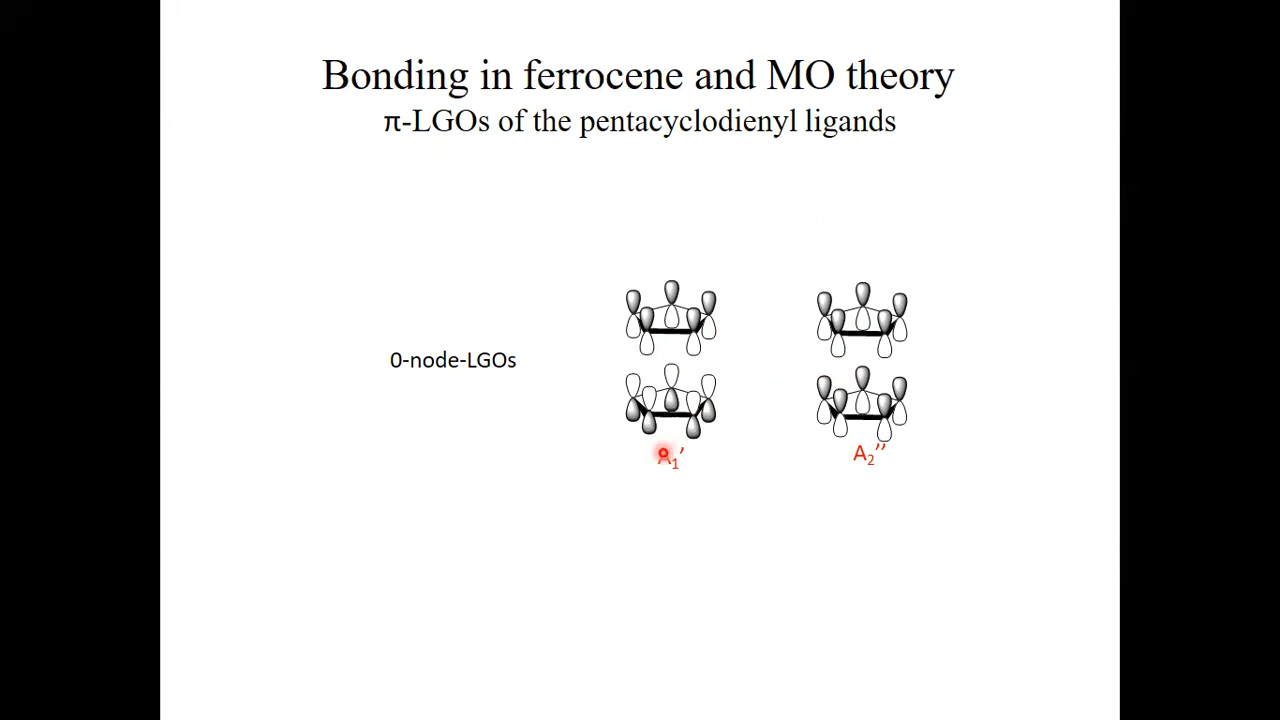 Bonding in ferrocene and MO theory
π-LGOs of the pentacyclodienyl ligands
0-node-LGOs
A₁′
A₂′′